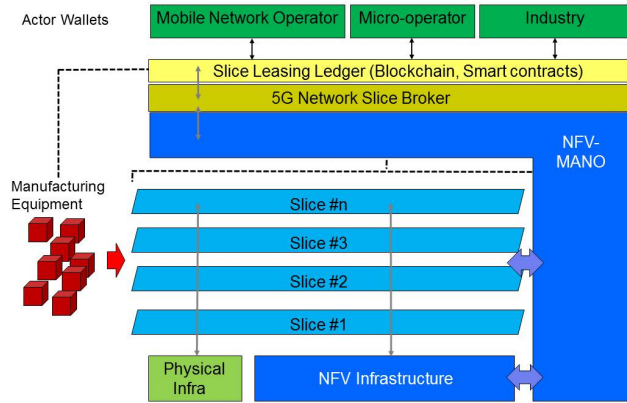 Actor Wallets
Mobile Network Operator
Micro-operator
Industry
Slice Leasing Ledger (Blockchain, Smart contracts)
5G Network Slice Broker
NFV-
MANO
Manufacturing
Equipment
Slice #n
Slice #3
Slice #2
Slice #1
Physical
Infra
NFV Infrastructure